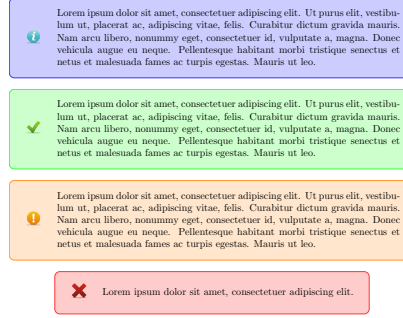 Lorem ipsum dolor sit amet, consectetuer adipiscing elit. Ut purus elit, vestibu-
lum ut, placerat ac, adipiscing vitae, felis. Curabitur dictum gravida mauris.
Nam arcu libero, nonummy eget, consectetuer id, vulputate a, magna. Donec
vehicula augue eu neque. Pellentesque habitant morbi tristique senectus et
netus et malesuada fames ac turpis egestas. Mauris ut leo.
Lorem ipsum dolor sit amet, consectetuer adipiscing elit. Ut purus elit, vestibu-
lum ut, placerat ac, adipiscing vitae, felis. Curabitur dictum gravida mauris.
Nam arcu libero, nonummy eget, consectetuer id, vulputate a, magna. Donec
vehicula augue eu neque. Pellentesque habitant morbi tristique senectus et
netus et malesuada fames ac turpis egestas. Mauris ut leo.
Lorem ipsum dolor sit amet, consectetuer adipiscing elit. Ut purus elit, vestibu-
lum ut, placerat ac, adipiscing vitae, felis. Curabitur dictum gravida mauris.
Nam arcu libero, nonummy eget, consectetuer id, vulputate a, magna. Donec
vehicula augue eu neque. Pellentesque habitant morbi tristique senectus et
netus et malesuada fames ac turpis egestas. Mauris ut leo.
Lorem ipsum dolor sit amet, consectetuer adipiscing elit.